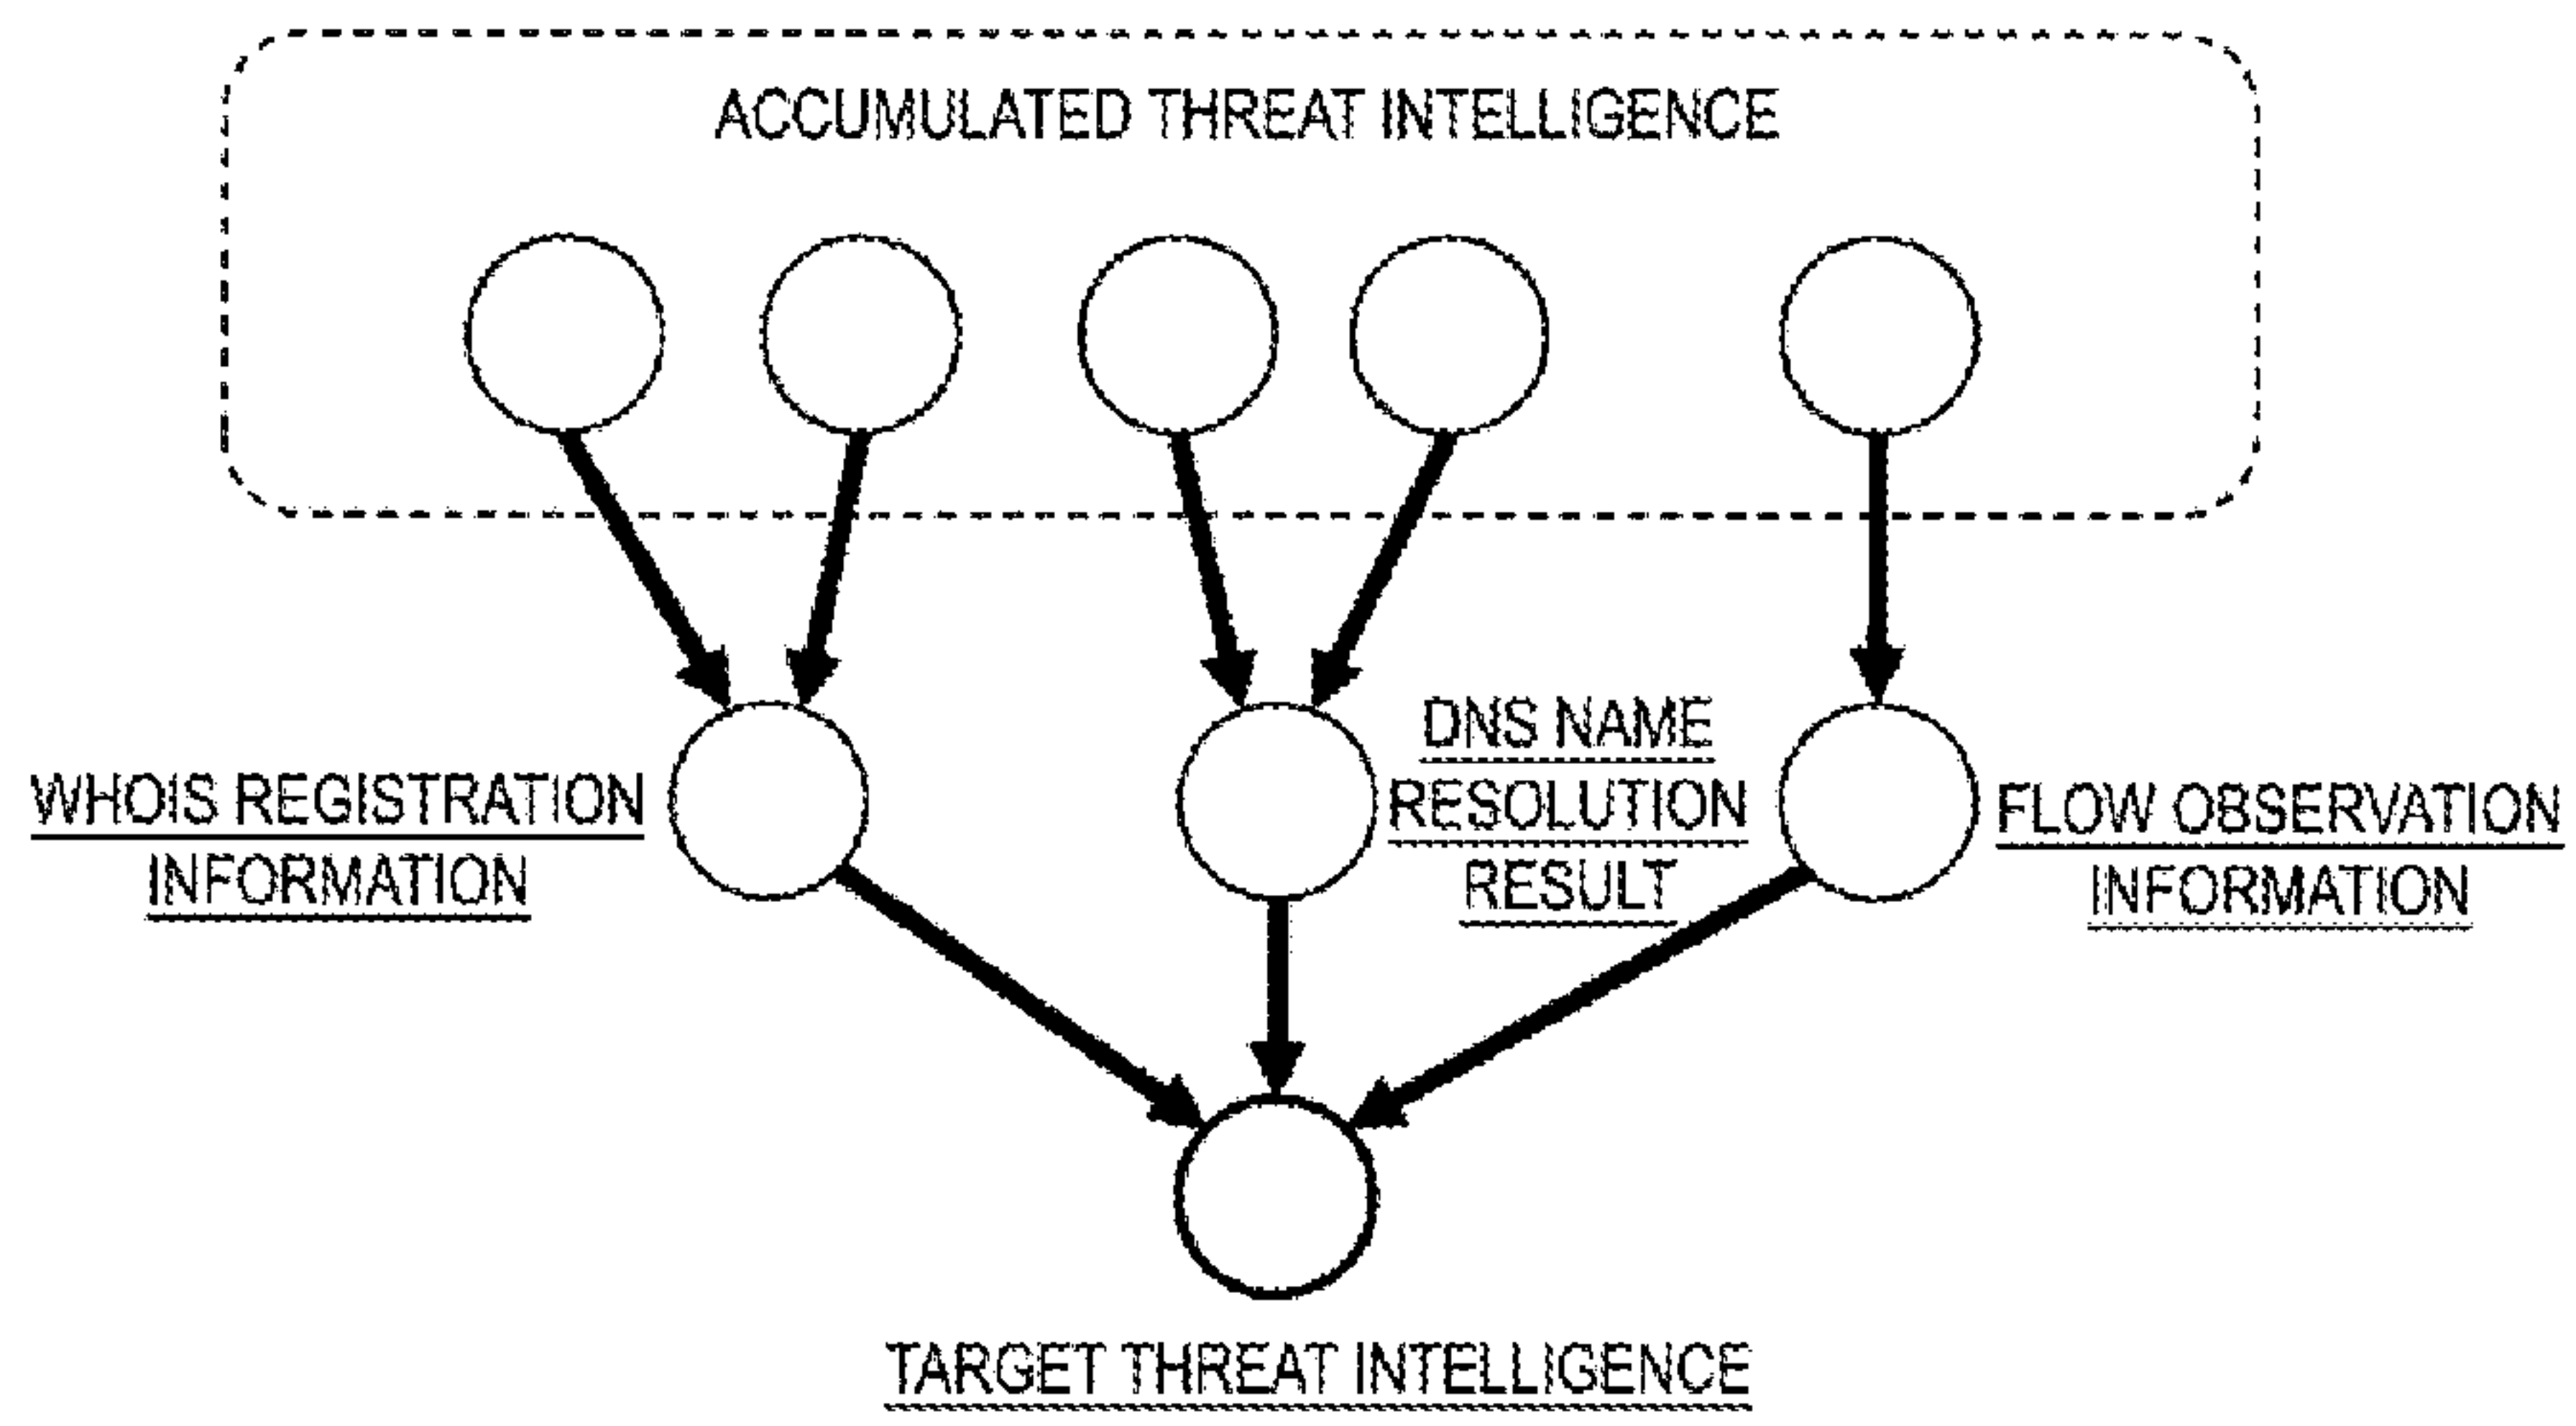 ACCUMULATED THREAT INTELLIGENCE
WHOIS REGISTRATION
INFORMATION
DNS NAME
RESOLUTION
RESULT
FLOW OBSERVATION
INFORMATION
TARGET THREAT INTELLIGENCE